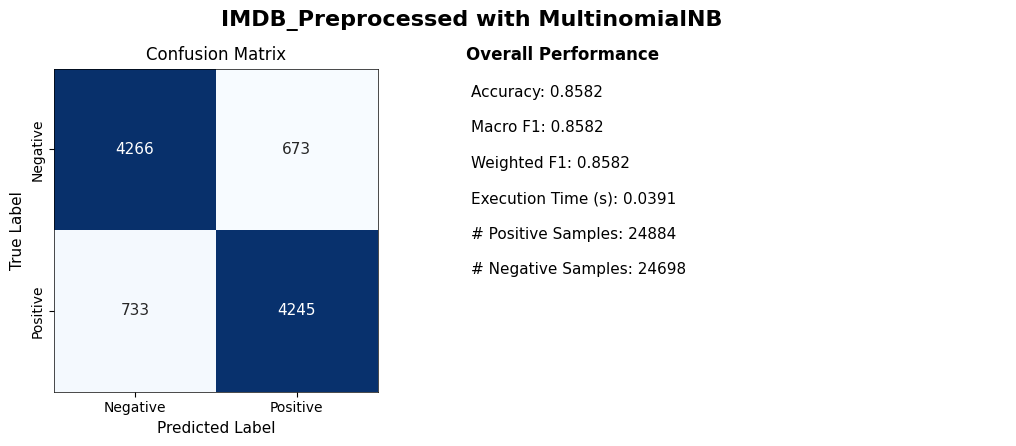 IMDB_Preprocessed with MultinomialNB
Confusion Matrix
Negative
Positive
True Label
4266 673
733 4245
Negative Positive
Predicted Label
Overall Performance
Accuracy: 0.8582
Macro F1: 0.8582
Weighted F1: 0.8582
Execution Time (s): 0.0391
# Positive Samples: 24884
# Negative Samples: 24698